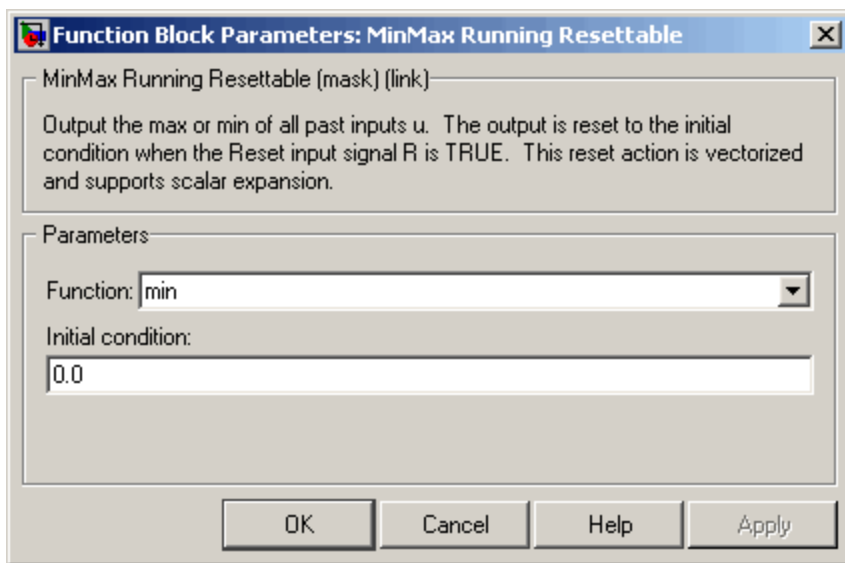 Function Block Parameters: MinMax Running Resettable
MinMax Running Resettable (mask) (link)
Output the max or min of all past inputs u. The output is reset to the initial
condition when the Reset input signal R is TRUE. This reset action is vectorized
and supports scalar expansion.
Parameters
Function: min
Initial condition:
0.0
OK Cancel Help Apply